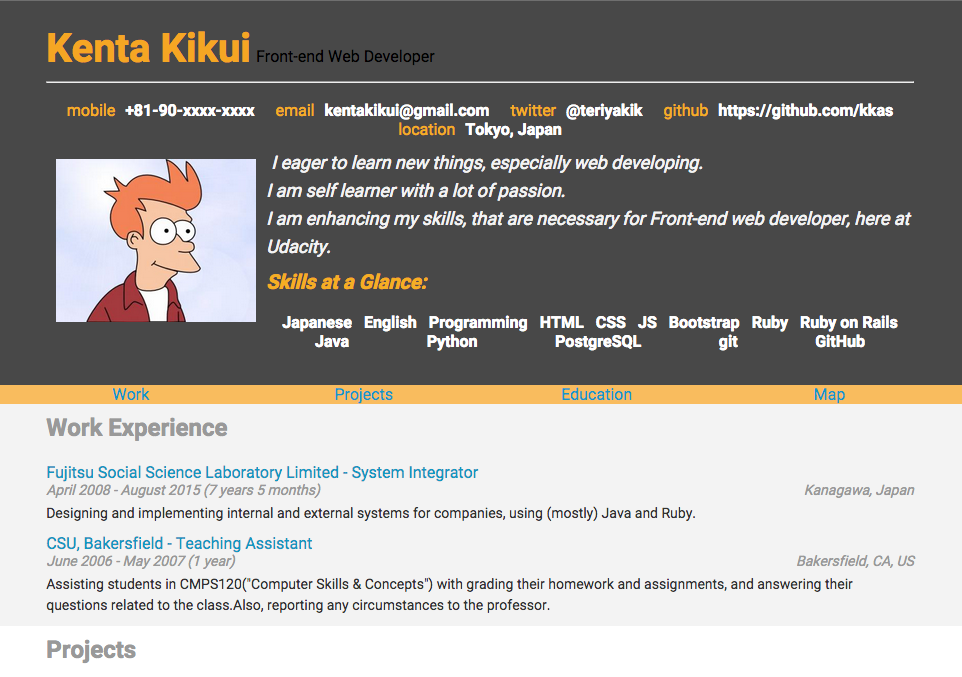 Kenta Kikui Front-end Web Developer
mobile +81-90-xxxx-xxxx email kentakikui@gmail.com twitter @teriyakik github https://github.com/kkas
location Tokyo, Japan
I eager to learn new things, especially web developing.
I am self learner with a lot of passion.
I am enhancing my skills, that are necessary for Front-end web developer, here at
Udacity.
Skills at a Glance:
Japanese English Programming HTML CSS JS Bootstrap Ruby Ruby on Rails
Java Python PostgreSQL git GitHub
Work Projects Education Map
Work Experience
Fujitsu Social Science Laboratory Limited - System Integrator
April 2008 - August 2015 (7 years 5 months) Kanagawa, Japan
Designing and implementing internal and external systems for companies, using (mostly) Java and Ruby.
CSU, Bakersfield - Teaching Assistant
June 2006 - May 2007 (1 year) Bakersfield, CA, US
Assisting students in CMPS120("Computer Skills & Concepts") with grading their homework and assignments, and answering their
questions related to the class.Also, reporting any circumstances to the professor.
Projects